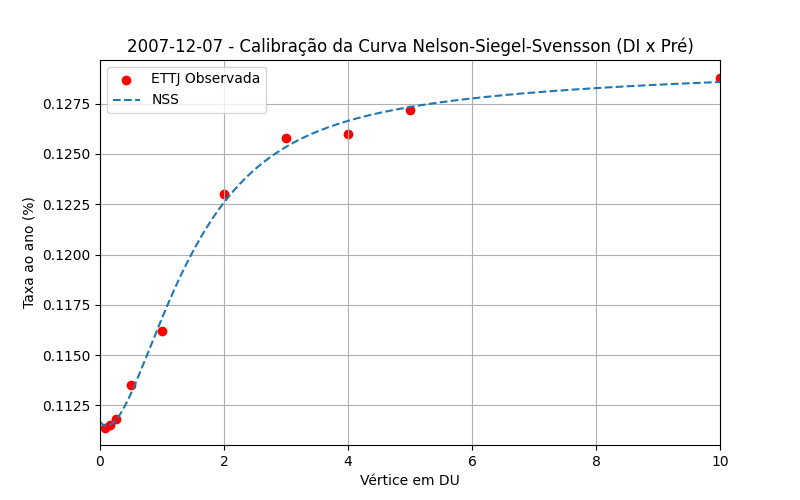 2007-12-07 - Calibração da Curva Nelson-Siegel-Svensson (DI x Pré)
ETTJ Observada
NSS
Taxa ao ano (%)
0.1275
0.1250
0.1225
0.1200
0.1175
0.1150
0.1125
0 2 4 6 8 10
Vértice em DU